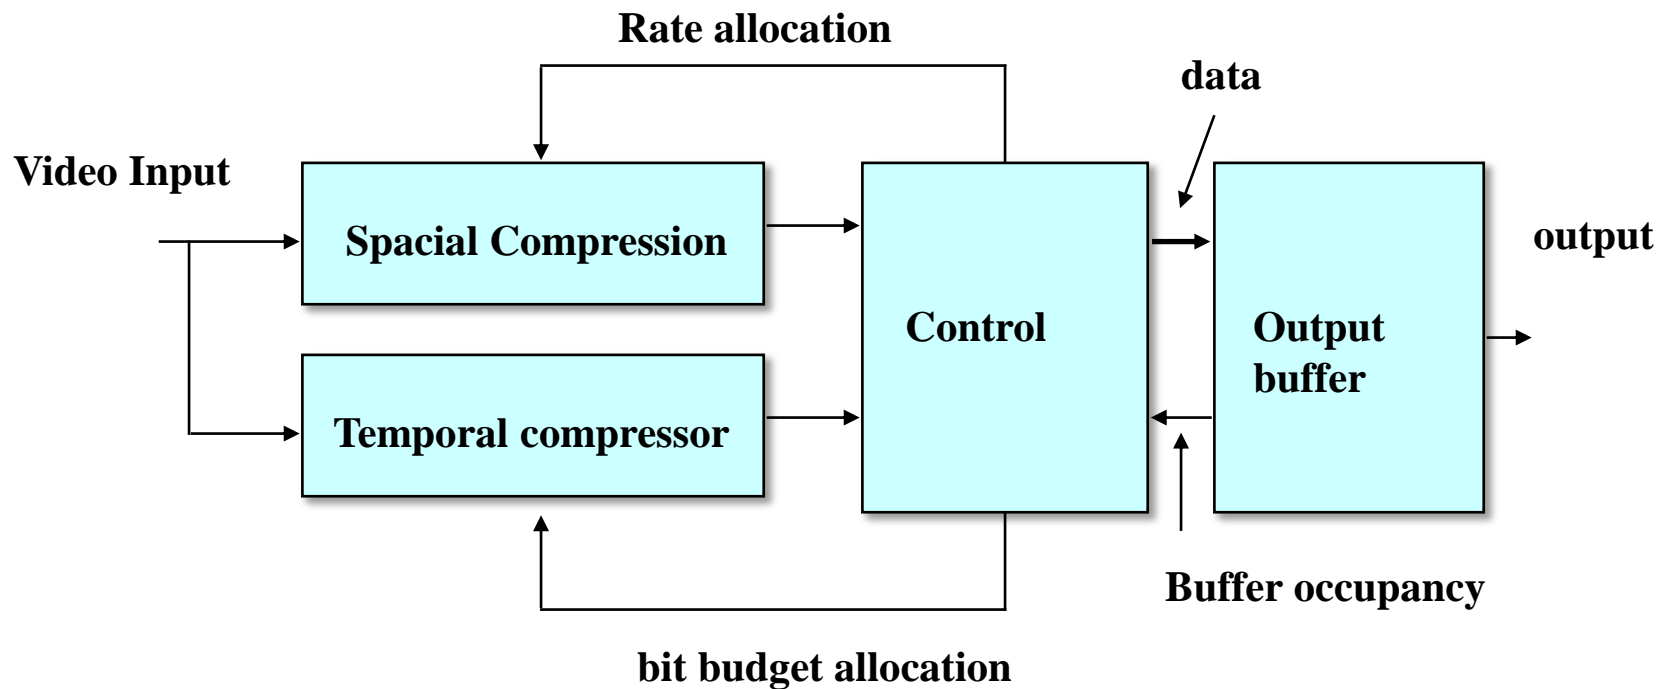 Rate allocation
data
Video Input
Spacial Compression
output
Control
Output
buffer
Temporal compressor
Buffer occupancy
bit budget allocation